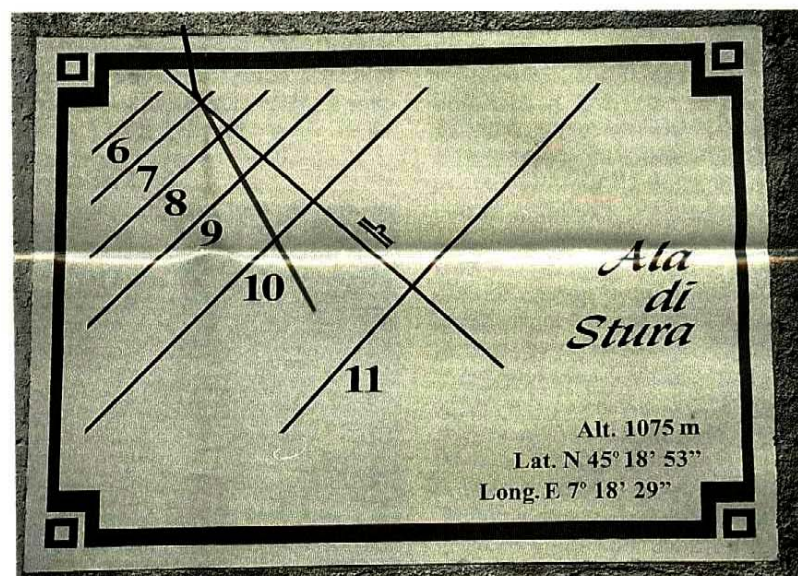 6
7
8
9
10
11
Ala
di
Stura
Alt. 1075 m
Lat. N 45° 18’ 53”
Long. E 7° 18’ 29”